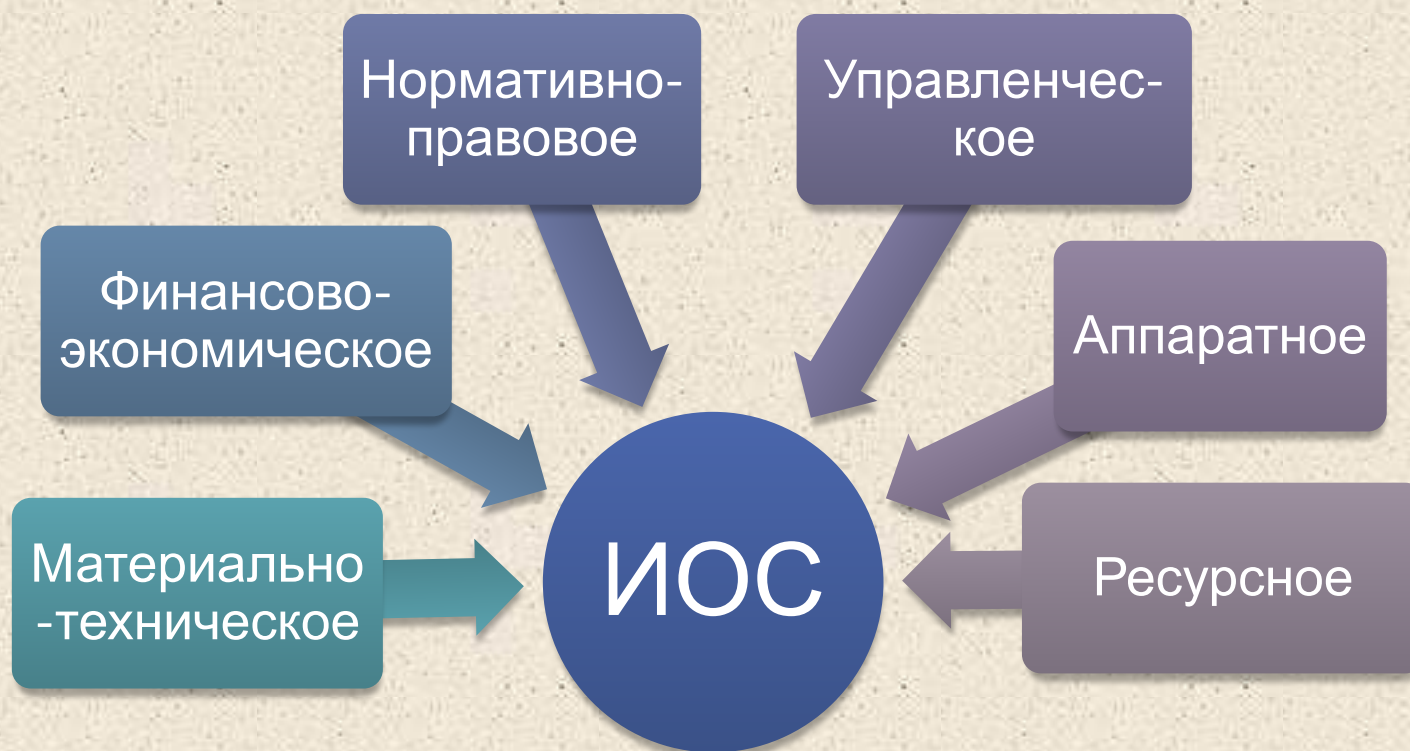 Нормативно-
правовое
Управленчес-
кое
Финансово-
экономическое
Аппаратное
Материально
-техническое
ИОС
Ресурсное